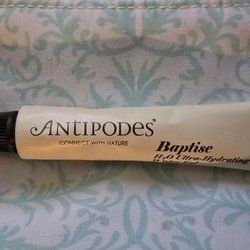 ANTIPODES®
CONNECT WITH NATURE
Baptise
H₂O Ultra-Hydrating